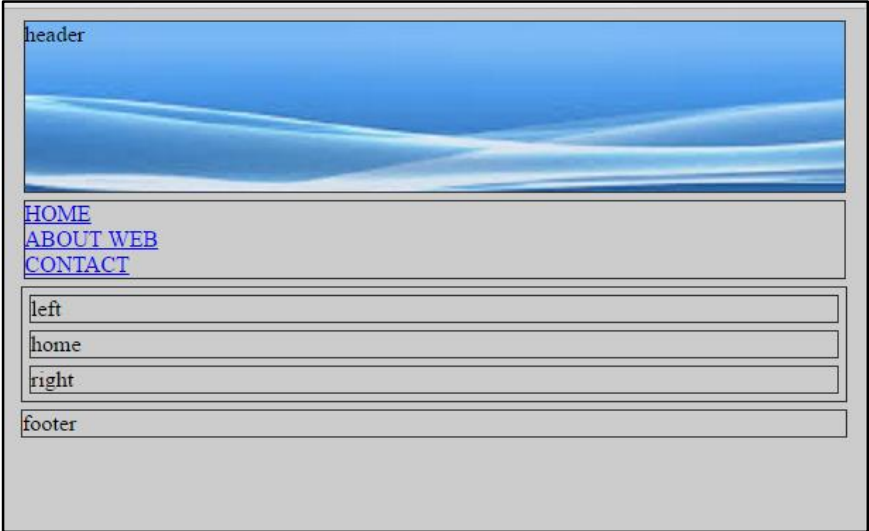 header
HOME
ABOUT WEB
CONTACT
left
home
right
footer